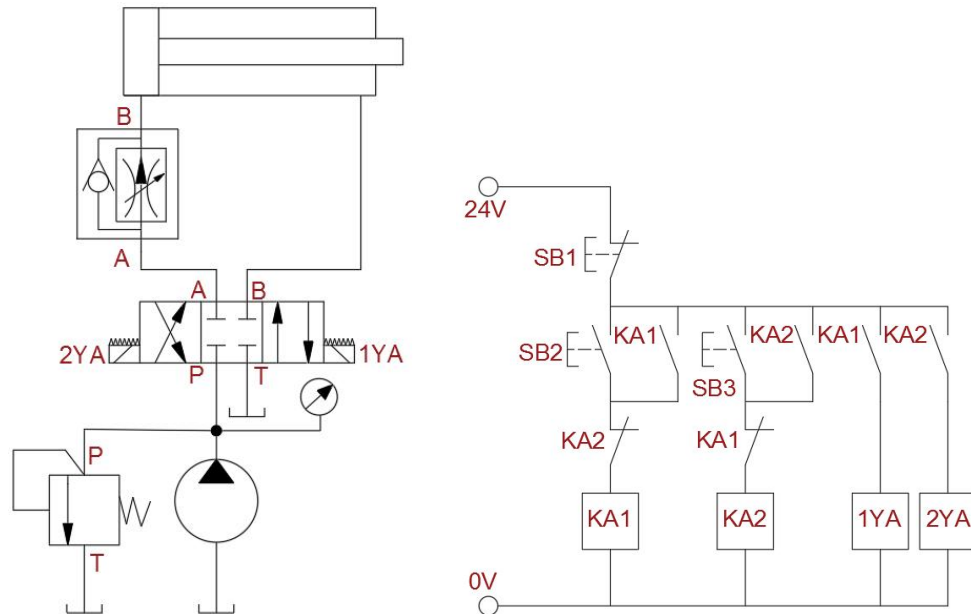 B
A
A B
2YA 1YA
P T
P
T
24V
SB1
SB2 KA1 KA2 KA1 KA2
SB3
KA2 KA1
KA1 KA2 1YA 2YA
0V